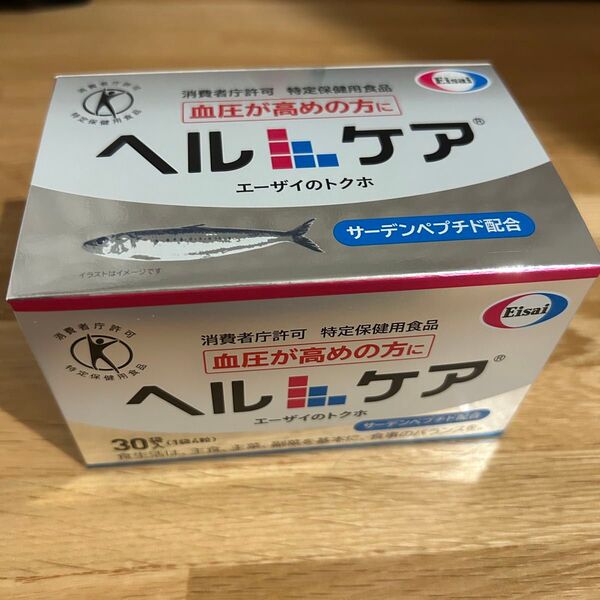 消費者庁許可
特定保健用食品
消費者庁許可 特定保健用食品
Eisai
血圧が高めの方に
ヘルケア®
エーザイのトクホ
サーデンペプチド配合
イラストはイメージです
消費者庁許可
特定保健用食品
消費者庁許可 特定保健用食品
Eisai
血圧が高めの方に
ヘルケア®
エーザイのトクホ
サーデンペプチド配合
30袋入(1袋4粒)
食生活は、主食、主菜、副菜を基本に、食事のバランスを。